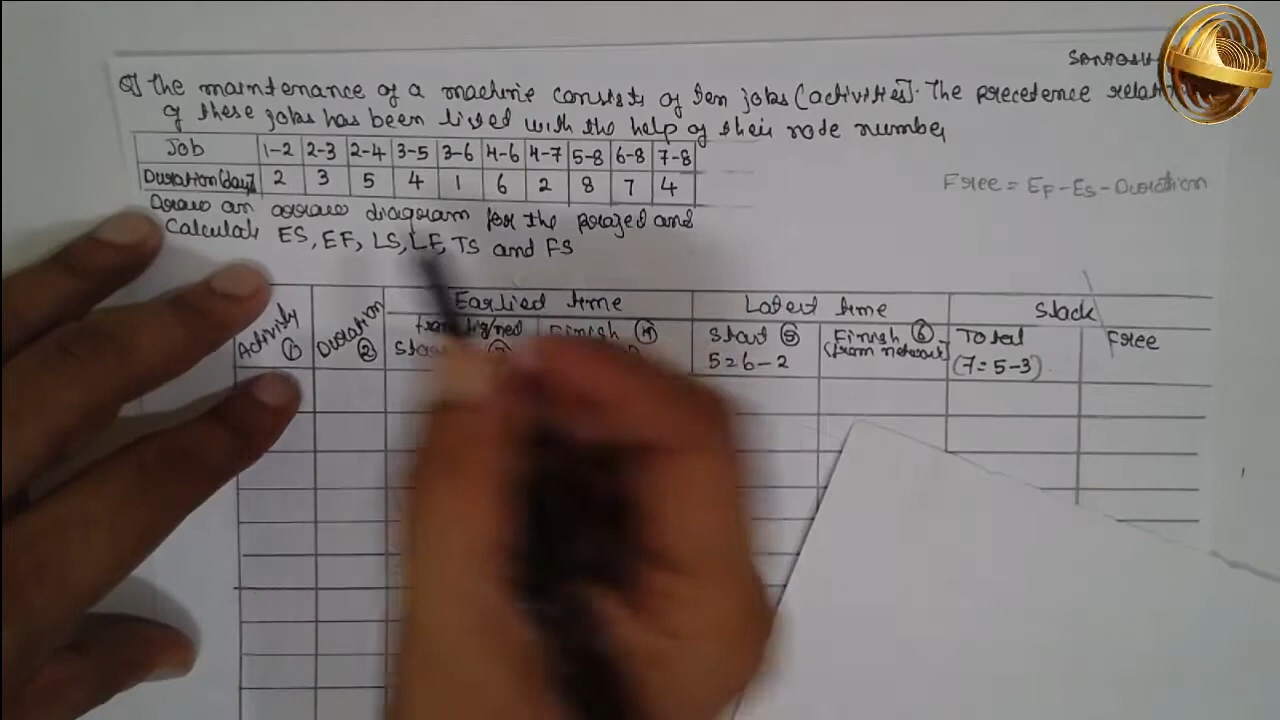 SANTOSH
Q) The maintenance of a machine consists of ten jobs (activities). The precedence
of these jobs has been listed with the help of their node number
Job 1-2 2-3 2-4 3-5 3-6 4-6 4-7 5-8 6-8 7-8
Duration(days) 2 3 5 4 1 6 2 8 7 4
Free = EF - ES - Duration
Draw an arrow diagram for the project and
Calculate ES, EF, LS, LF, TS and FS
Activity ① Duration ② Earliest time Latest time Slack
Finish ④ Start ⑤ Finish ⑥ Total Free
5=6-2 (from network) (7=5-3)